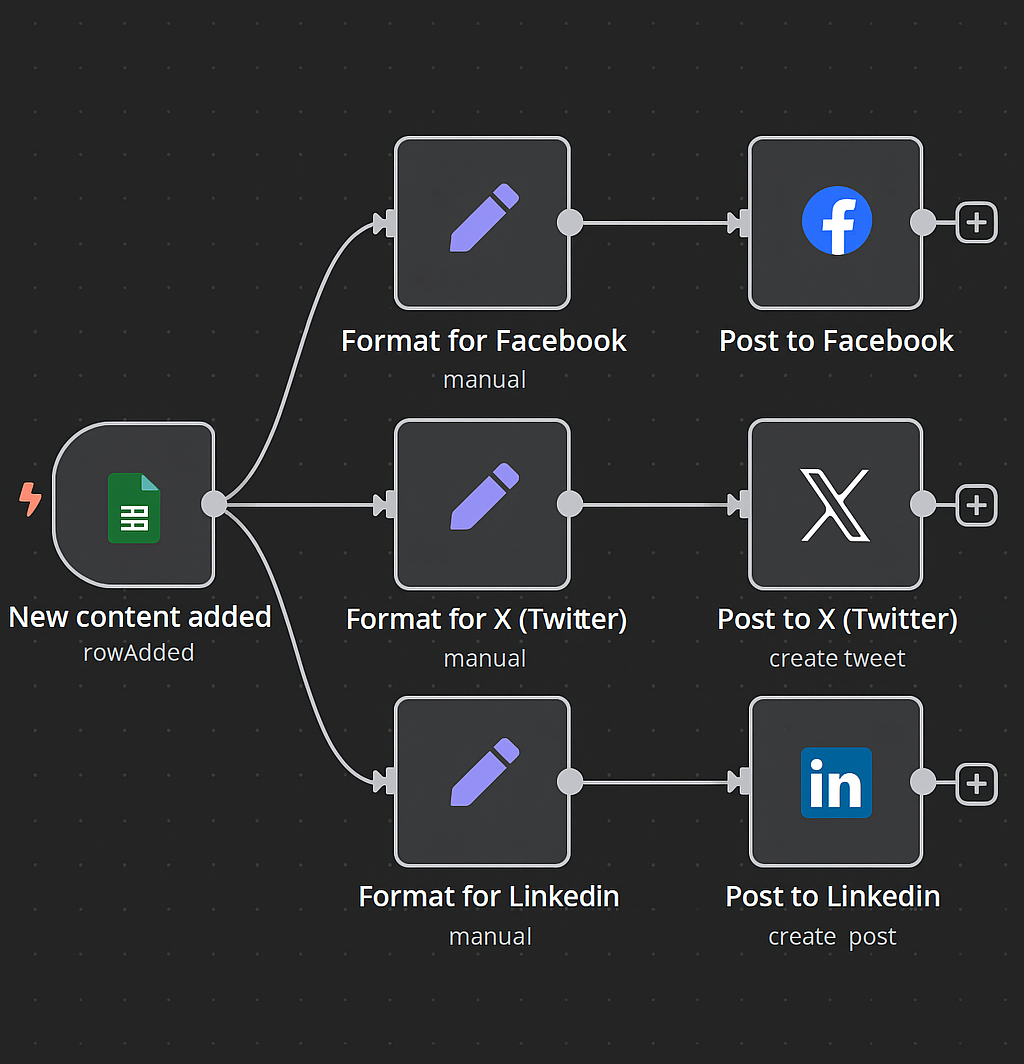 Format for Facebook
manual
Post to Facebook
New content added
rowAdded
Format for X (Twitter)
manual
Post to X (Twitter)
create tweet
Format for Linkedin
manual
in
Post to Linkedin
create post